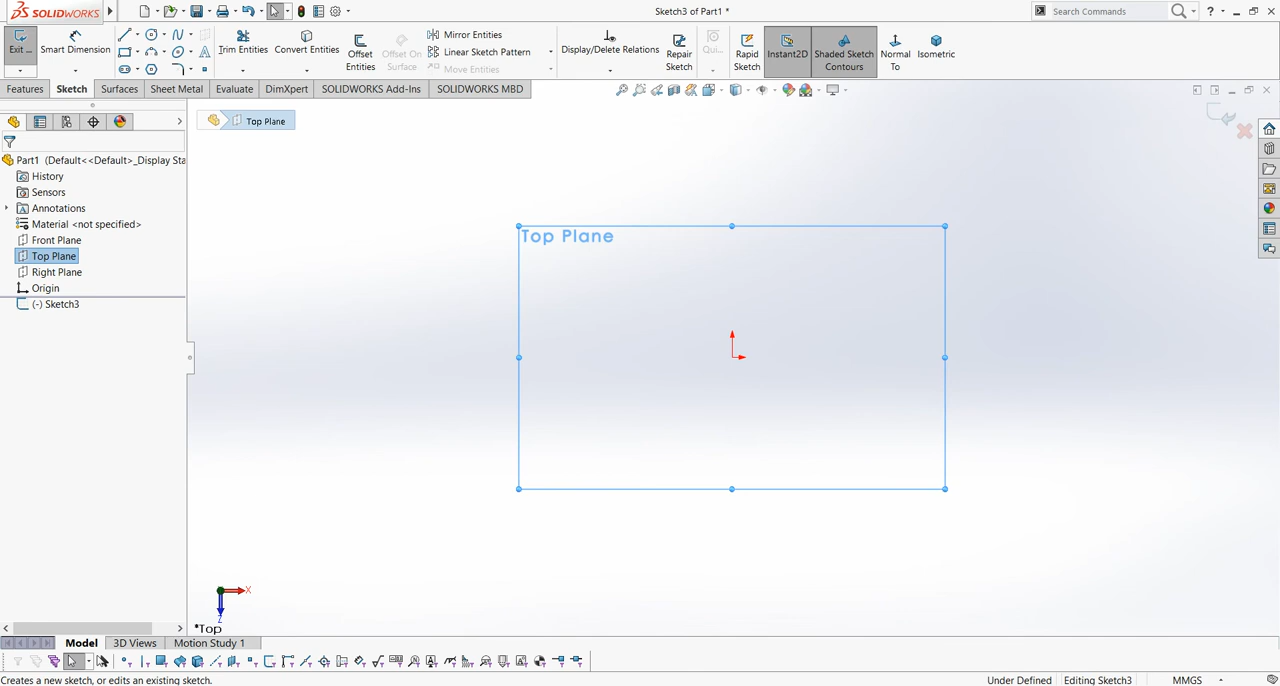 SOLIDWORKS
Sketch3 of Part1 *
Search Commands
?
Exit ...
Smart Dimension
Trim Entities
Convert Entities
Offset
Entities
Offset On
Surface
Mirror Entities
Linear Sketch Pattern
Move Entities
Display/Delete Relations
Repair
Sketch
Qui...
Rapid
Sketch
Instant2D
Shaded Sketch
Contours
Normal
To
Isometric
Features
Sketch
Surfaces
Sheet Metal
Evaluate
DimXpert
SOLIDWORKS Add-Ins
SOLIDWORKS MBD
Top Plane
Part1 (Default<<Default>_Display Sta
History
Sensors
Annotations
Material <not specified>
Front Plane
Top Plane
Right Plane
Origin
(-) Sketch3
Top Plane
X
Z
*Top
Model
3D Views
Motion Study 1
Creates a new sketch, or edits an existing sketch.
Under Defined
Editing Sketch3
MMGS